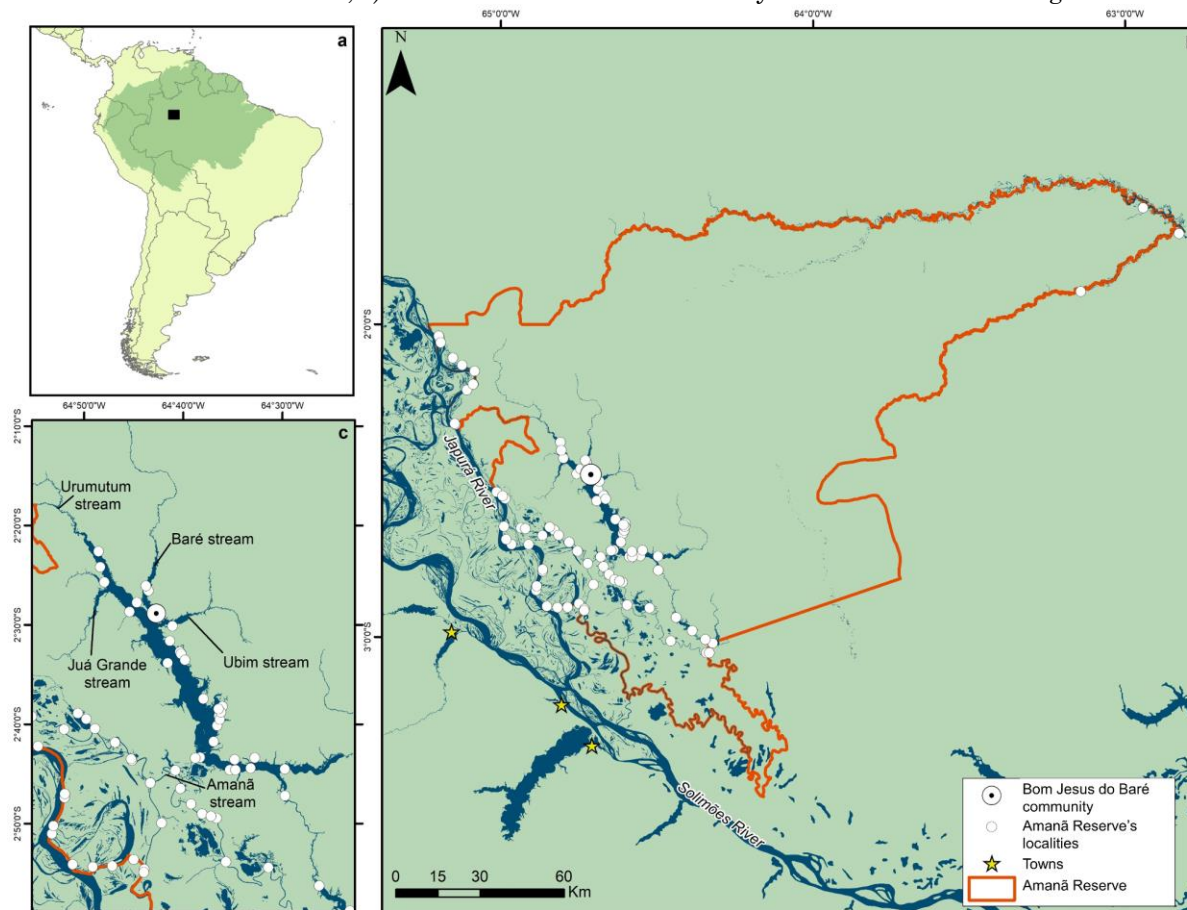 a
65°0'0"W 64°0'0"W 63°0'0"W
N
2°0'0"S
3°0'0"S
Japurá River
Solimões River
64°50'0"W 64°40'0"W 64°30'0"W
c
2°10'0"S
2°20'0"S
2°30'0"S
2°40'0"S
2°50'0"S
Urumutum
stream
Baré stream
Juá Grande
stream
Ubim stream
Amanã
stream
0 15 30 60
Km
Bom Jesus do Baré
community
Amanã Reserve's
localities
Towns
Amanã Reserve